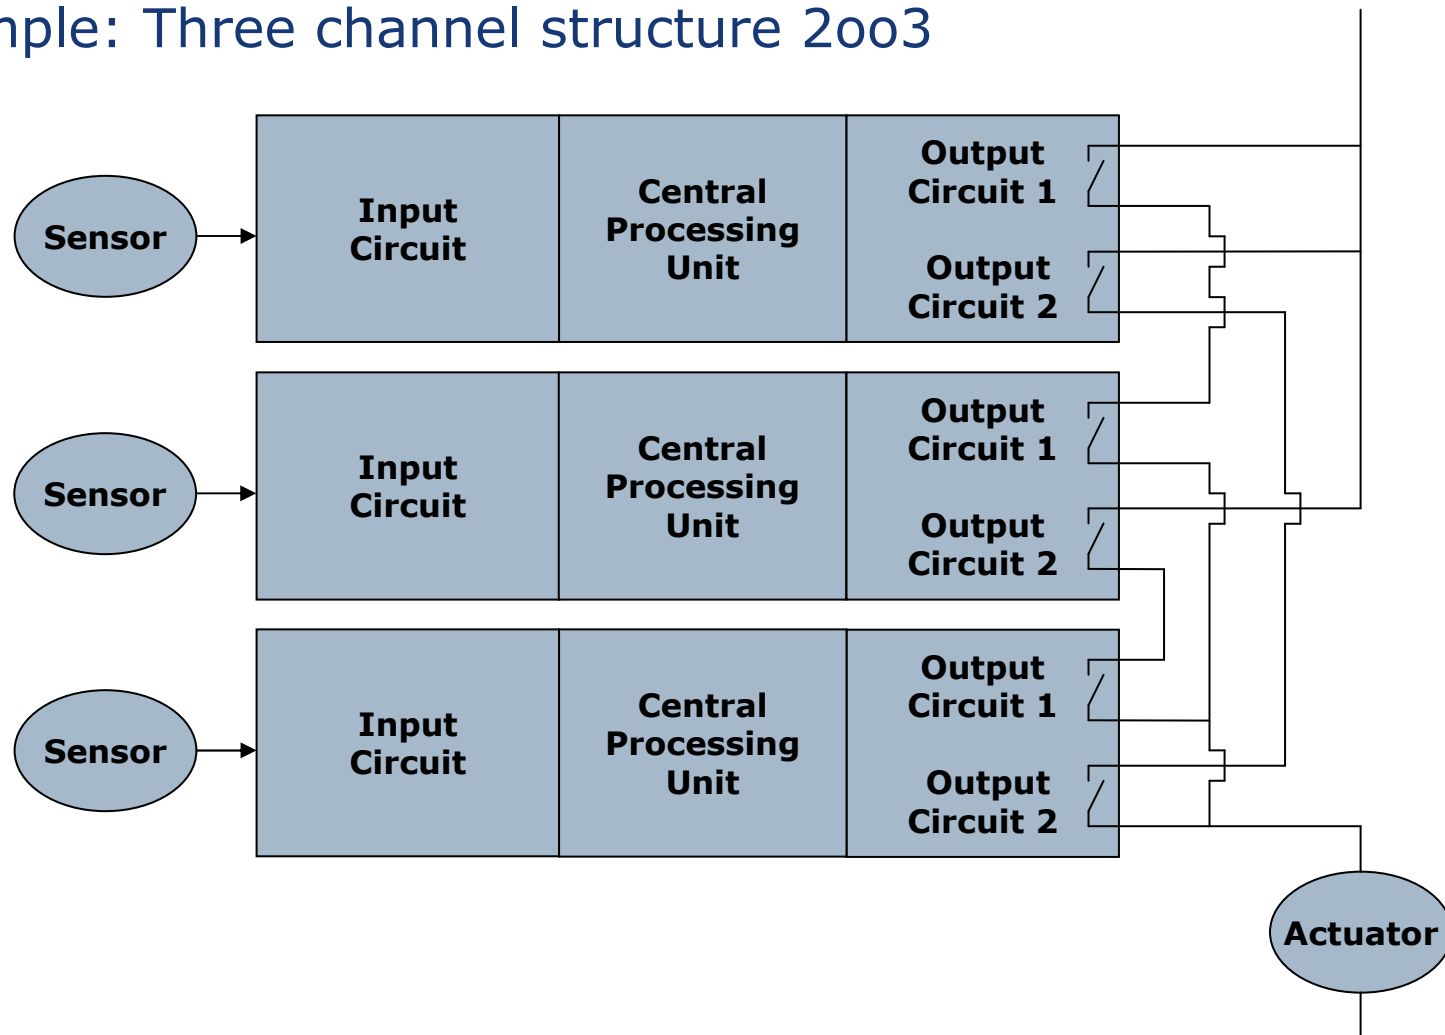 mple: Three channel structure 2oo3
Sensor
Input
Circuit
Central
Processing
Unit
Output
Circuit 1
Output
Circuit 2
Sensor
Input
Circuit
Central
Processing
Unit
Output
Circuit 1
Output
Circuit 2
Sensor
Input
Circuit
Central
Processing
Unit
Output
Circuit 1
Output
Circuit 2
Actuator